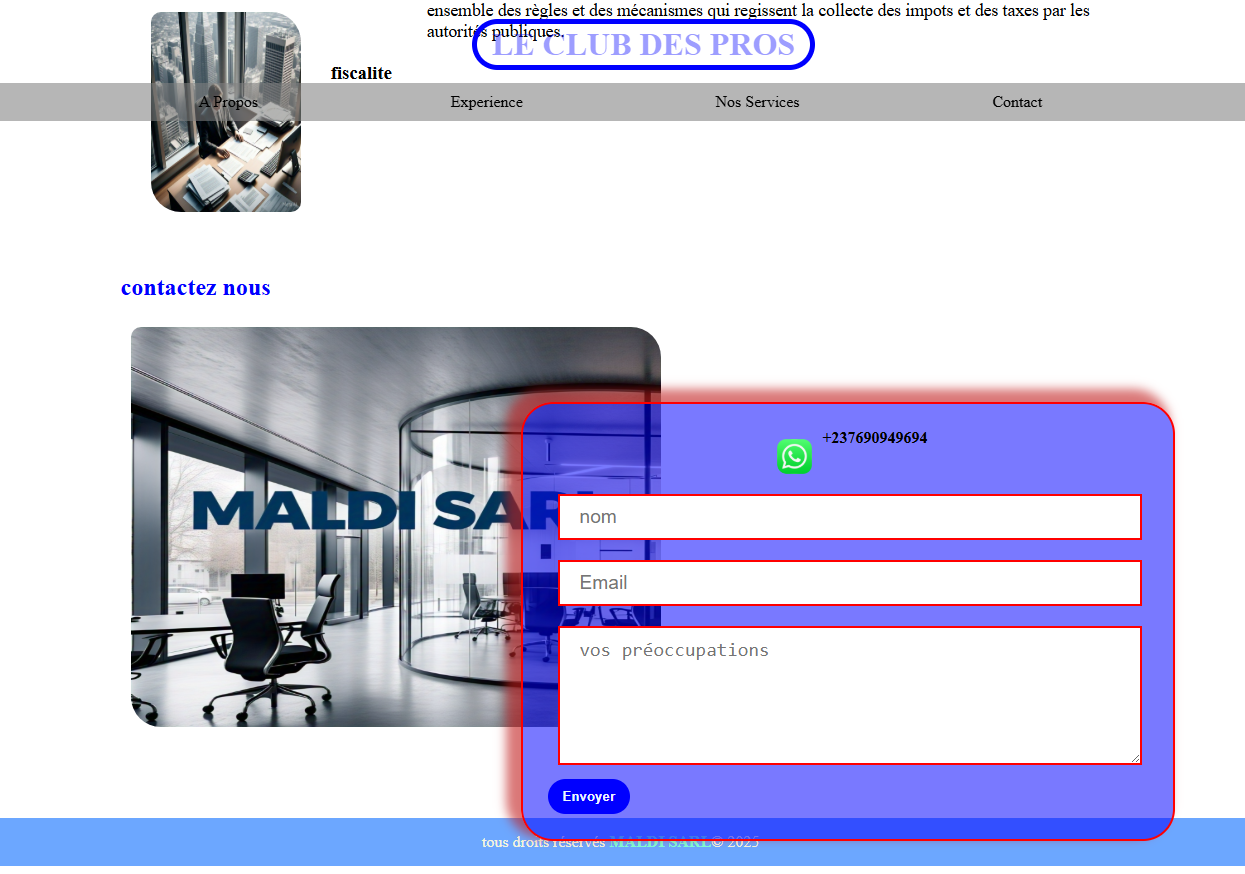 ensemble des règles et des mécanismes qui regissent la collecte des impots et des taxes par les
autorités publiques.
LE CLUB DES PROS
fiscalite
A Propos
Experience
Nos Services
Contact
contactez nous
MALDI SARL
+237690949694
nom
Email
vos préoccupations
Envoyer
tous droits réservés MALDI SARL© 2025